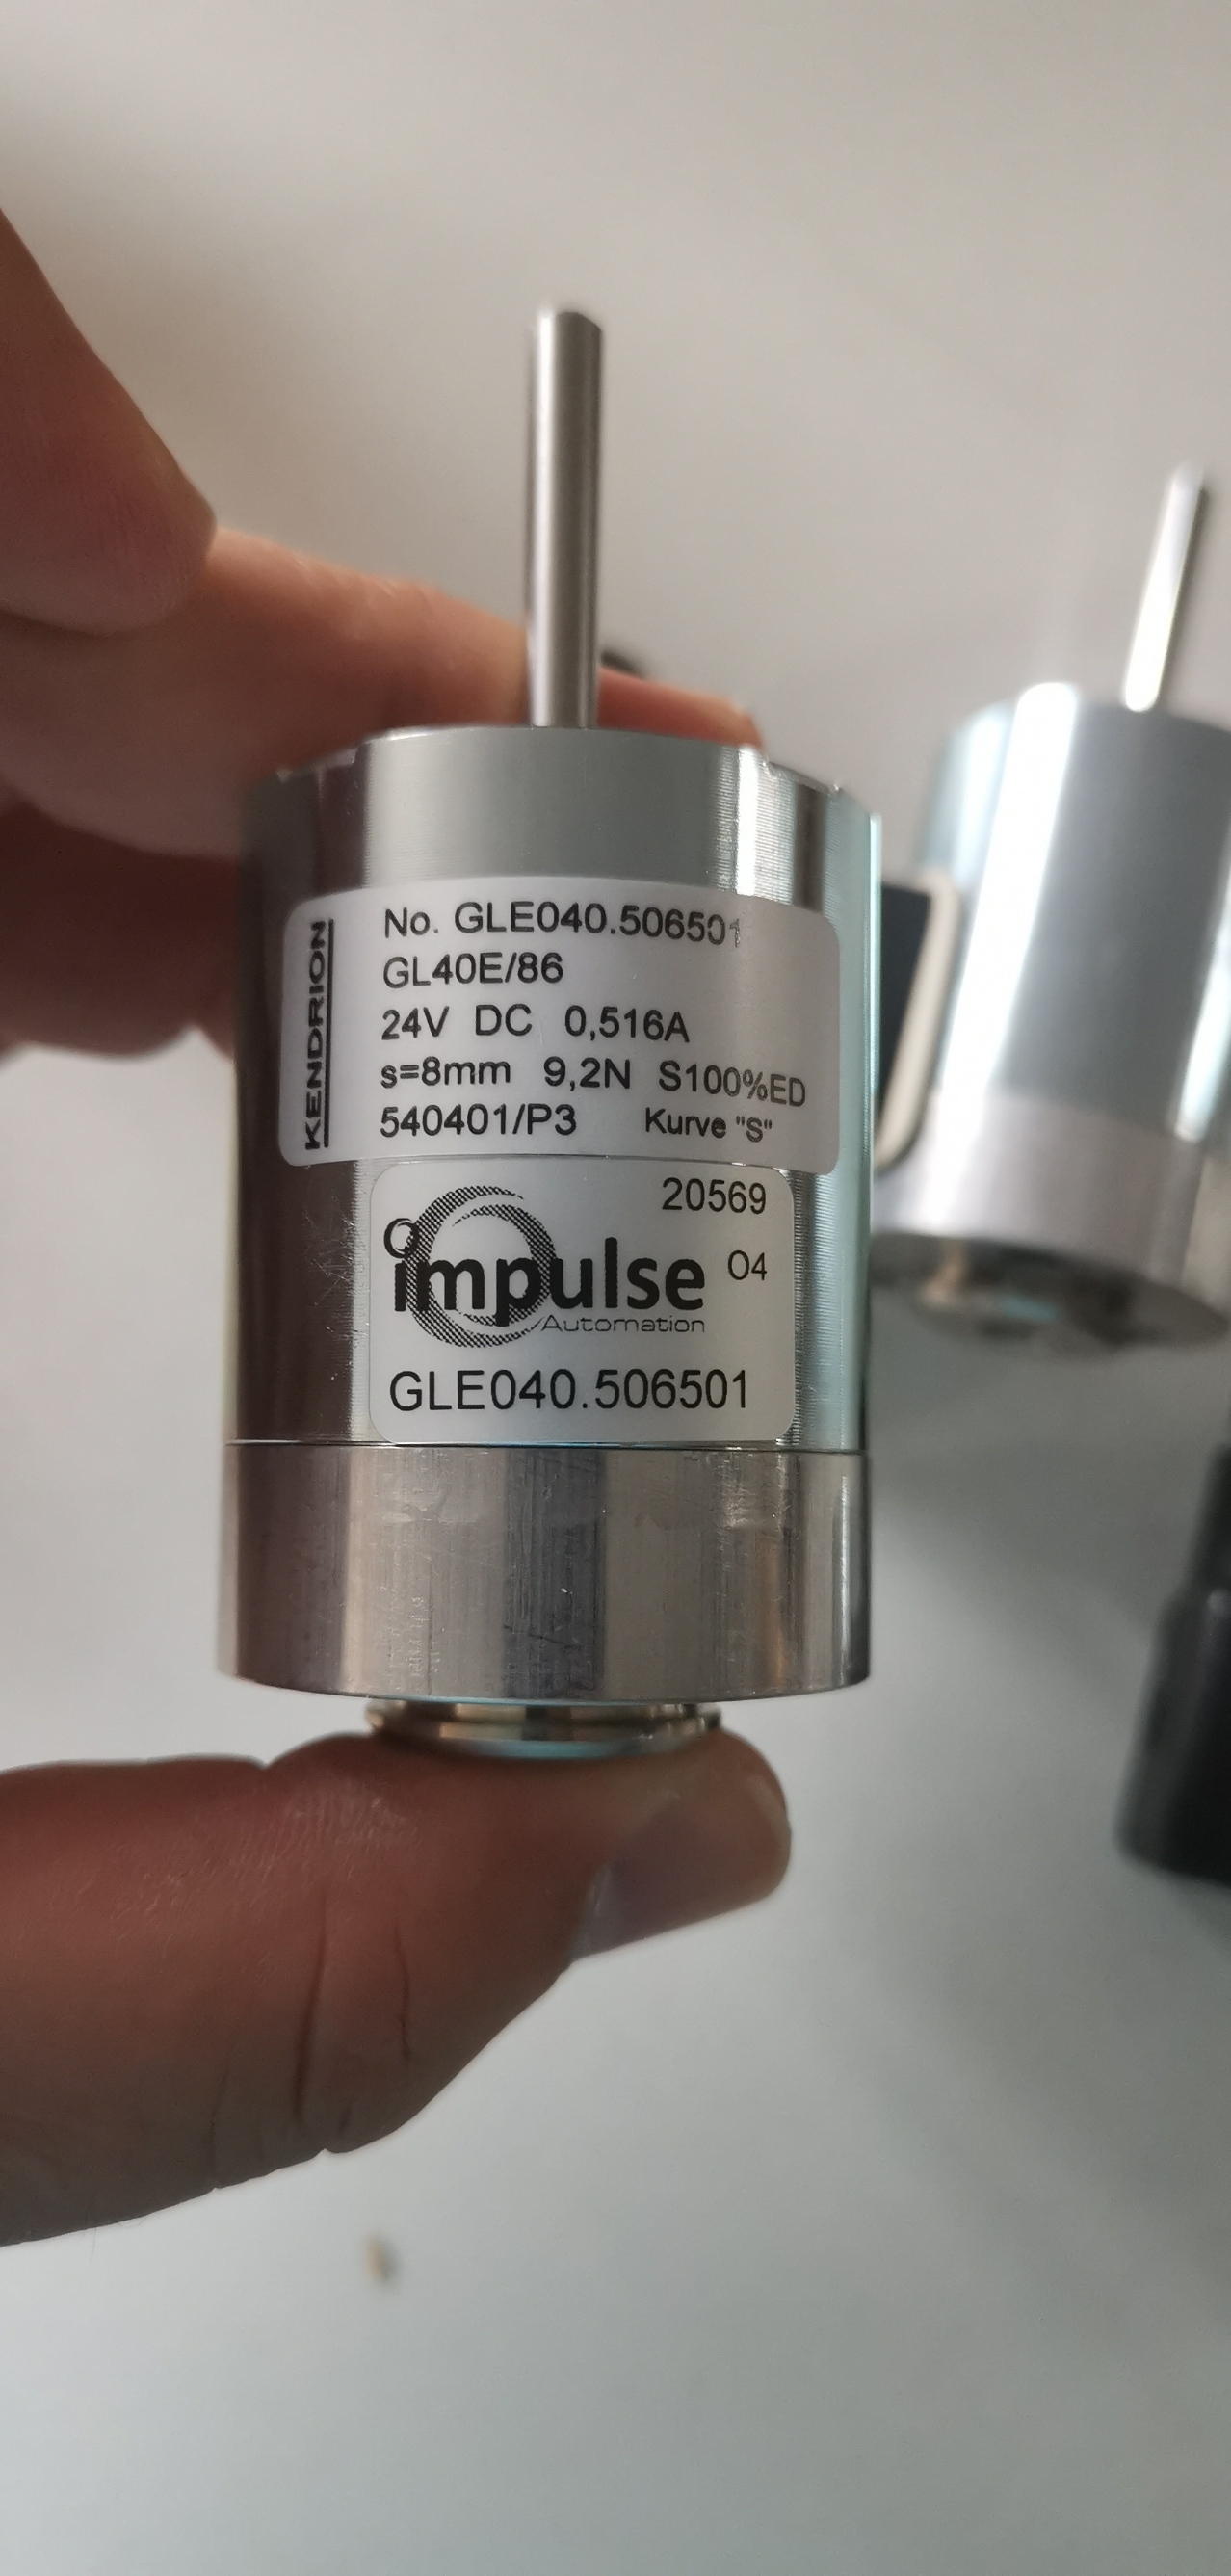 KENDRION
No. GLE040.506501
GL40E/86
24V DC 0,516A
s=8mm 9,2N S100%ED
540401/P3 Kurve "S"
20569
impulse 04
Automation
GLE040.506501